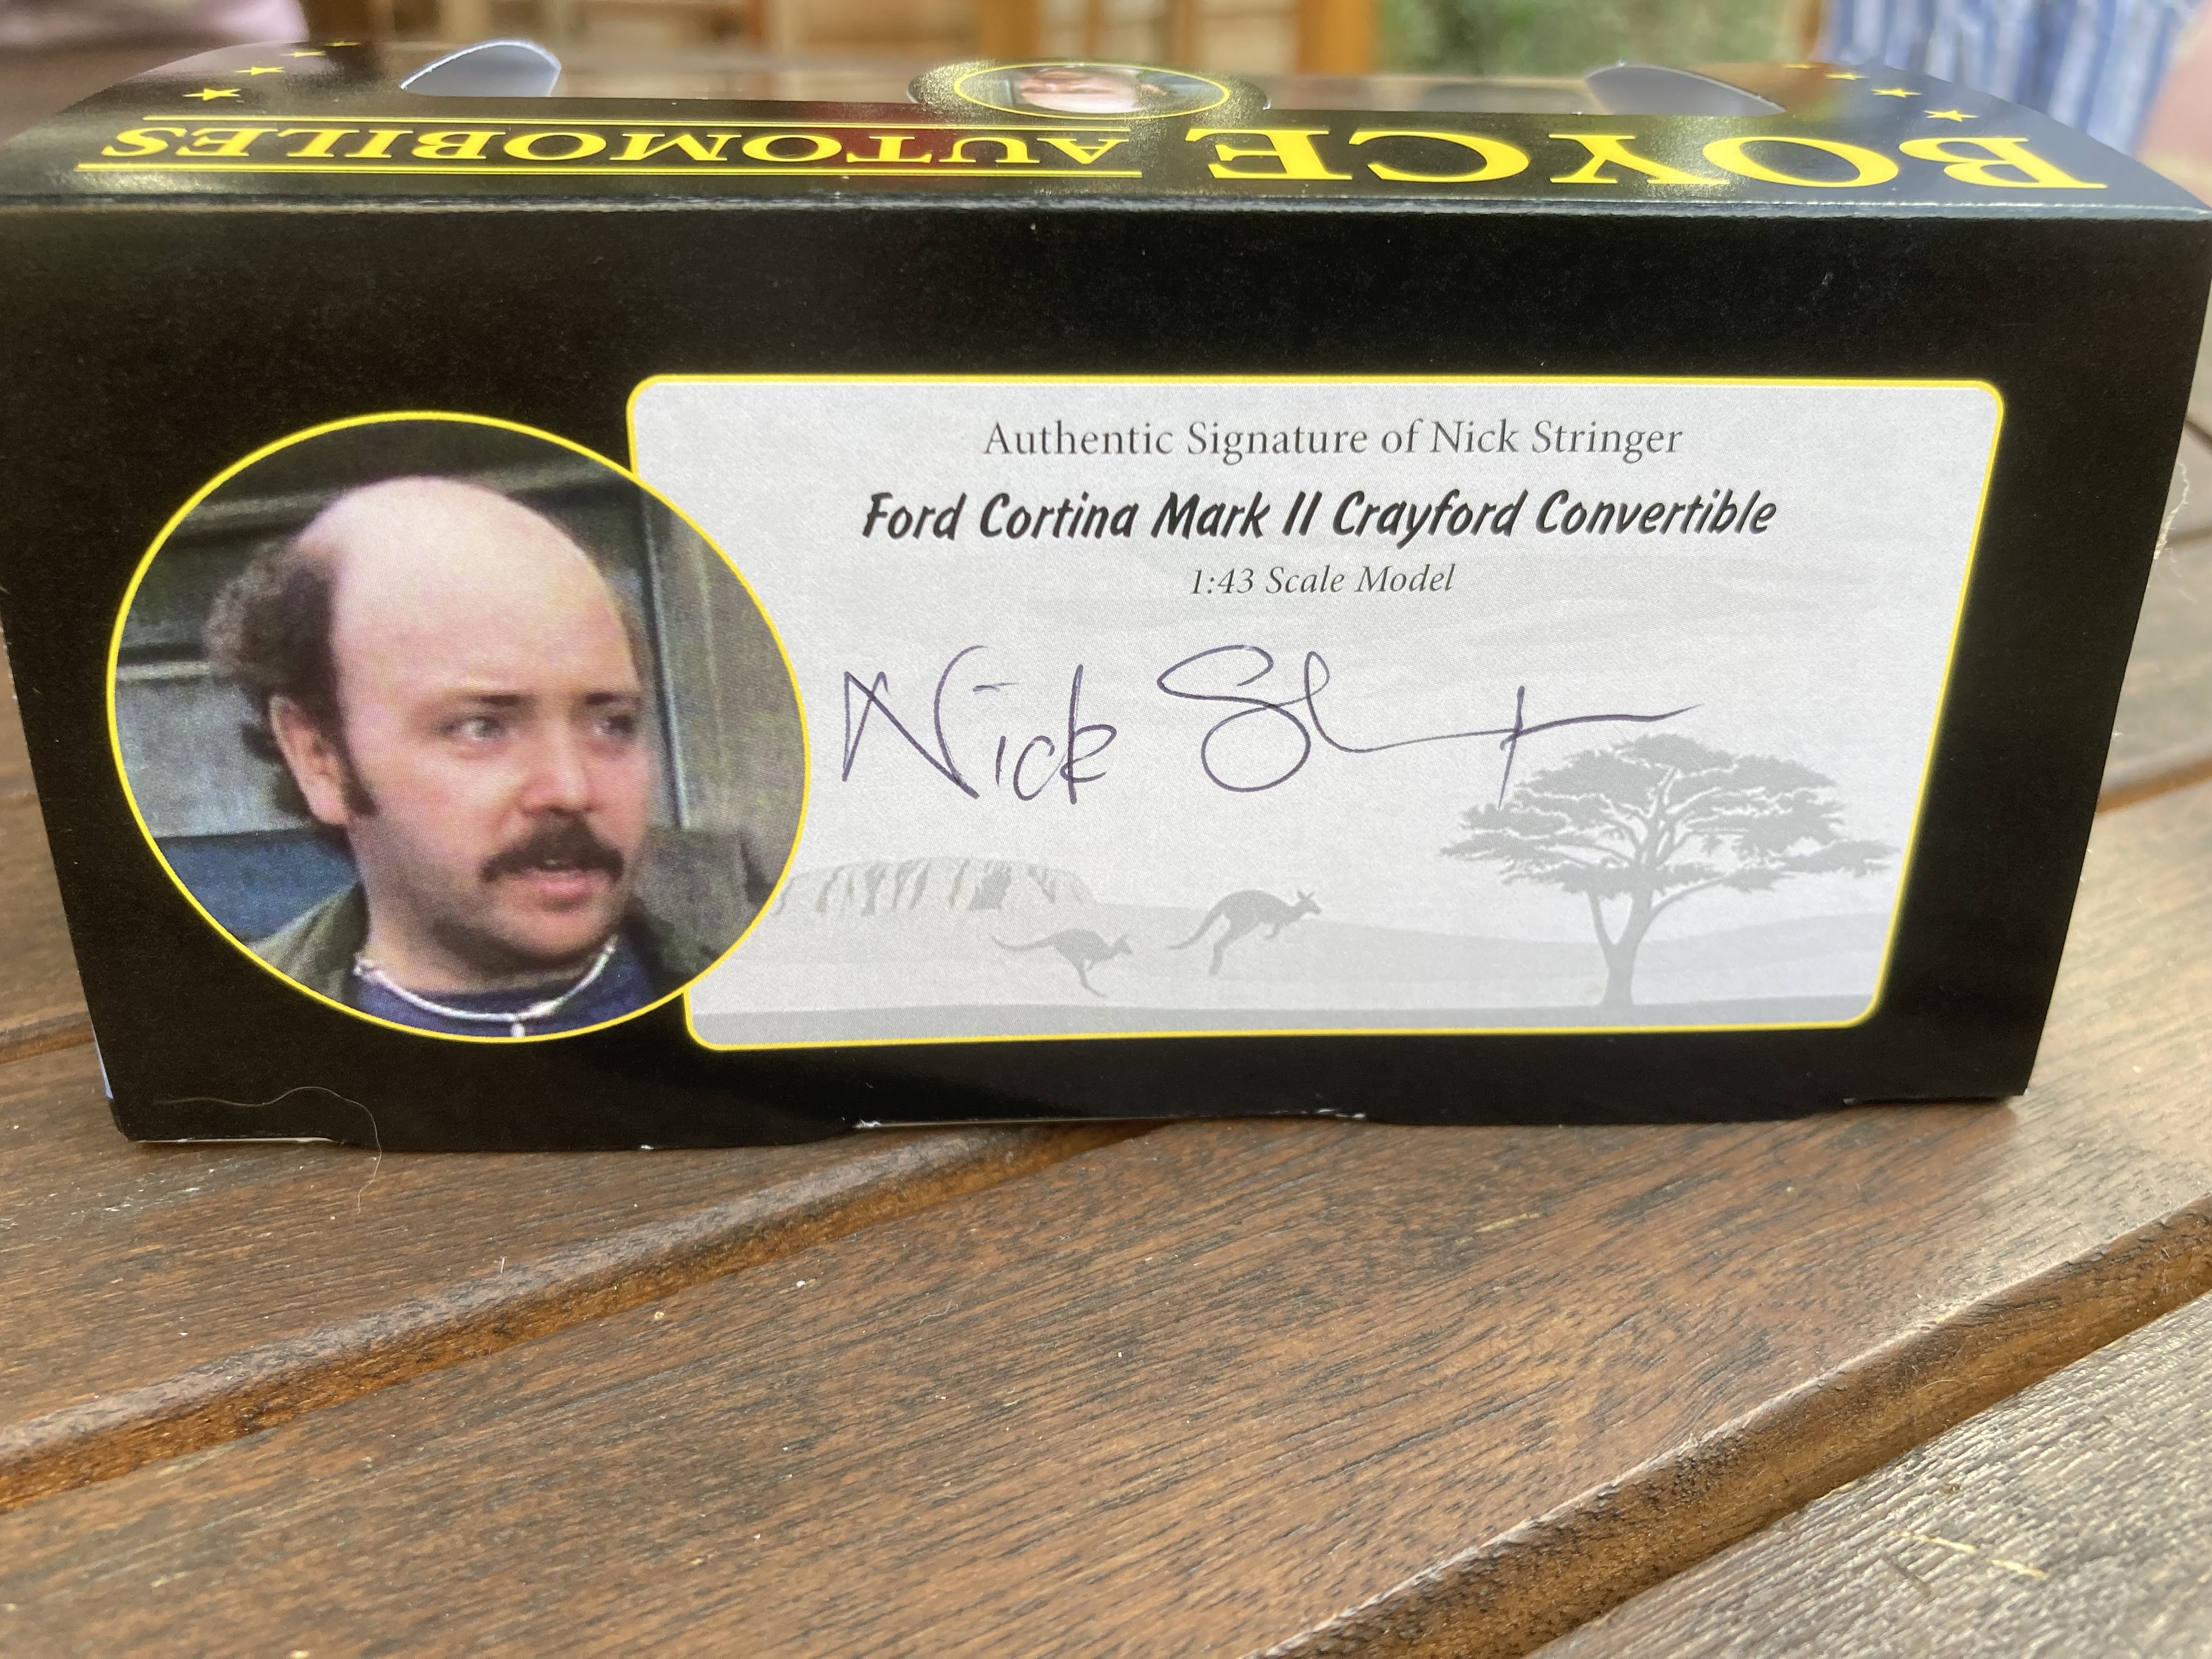 BOYCE AUTOMOBILES
Authentic Signature of Nick Stringer
Ford Cortina Mark II Crayford Convertible
1:43 Scale Model
Nick